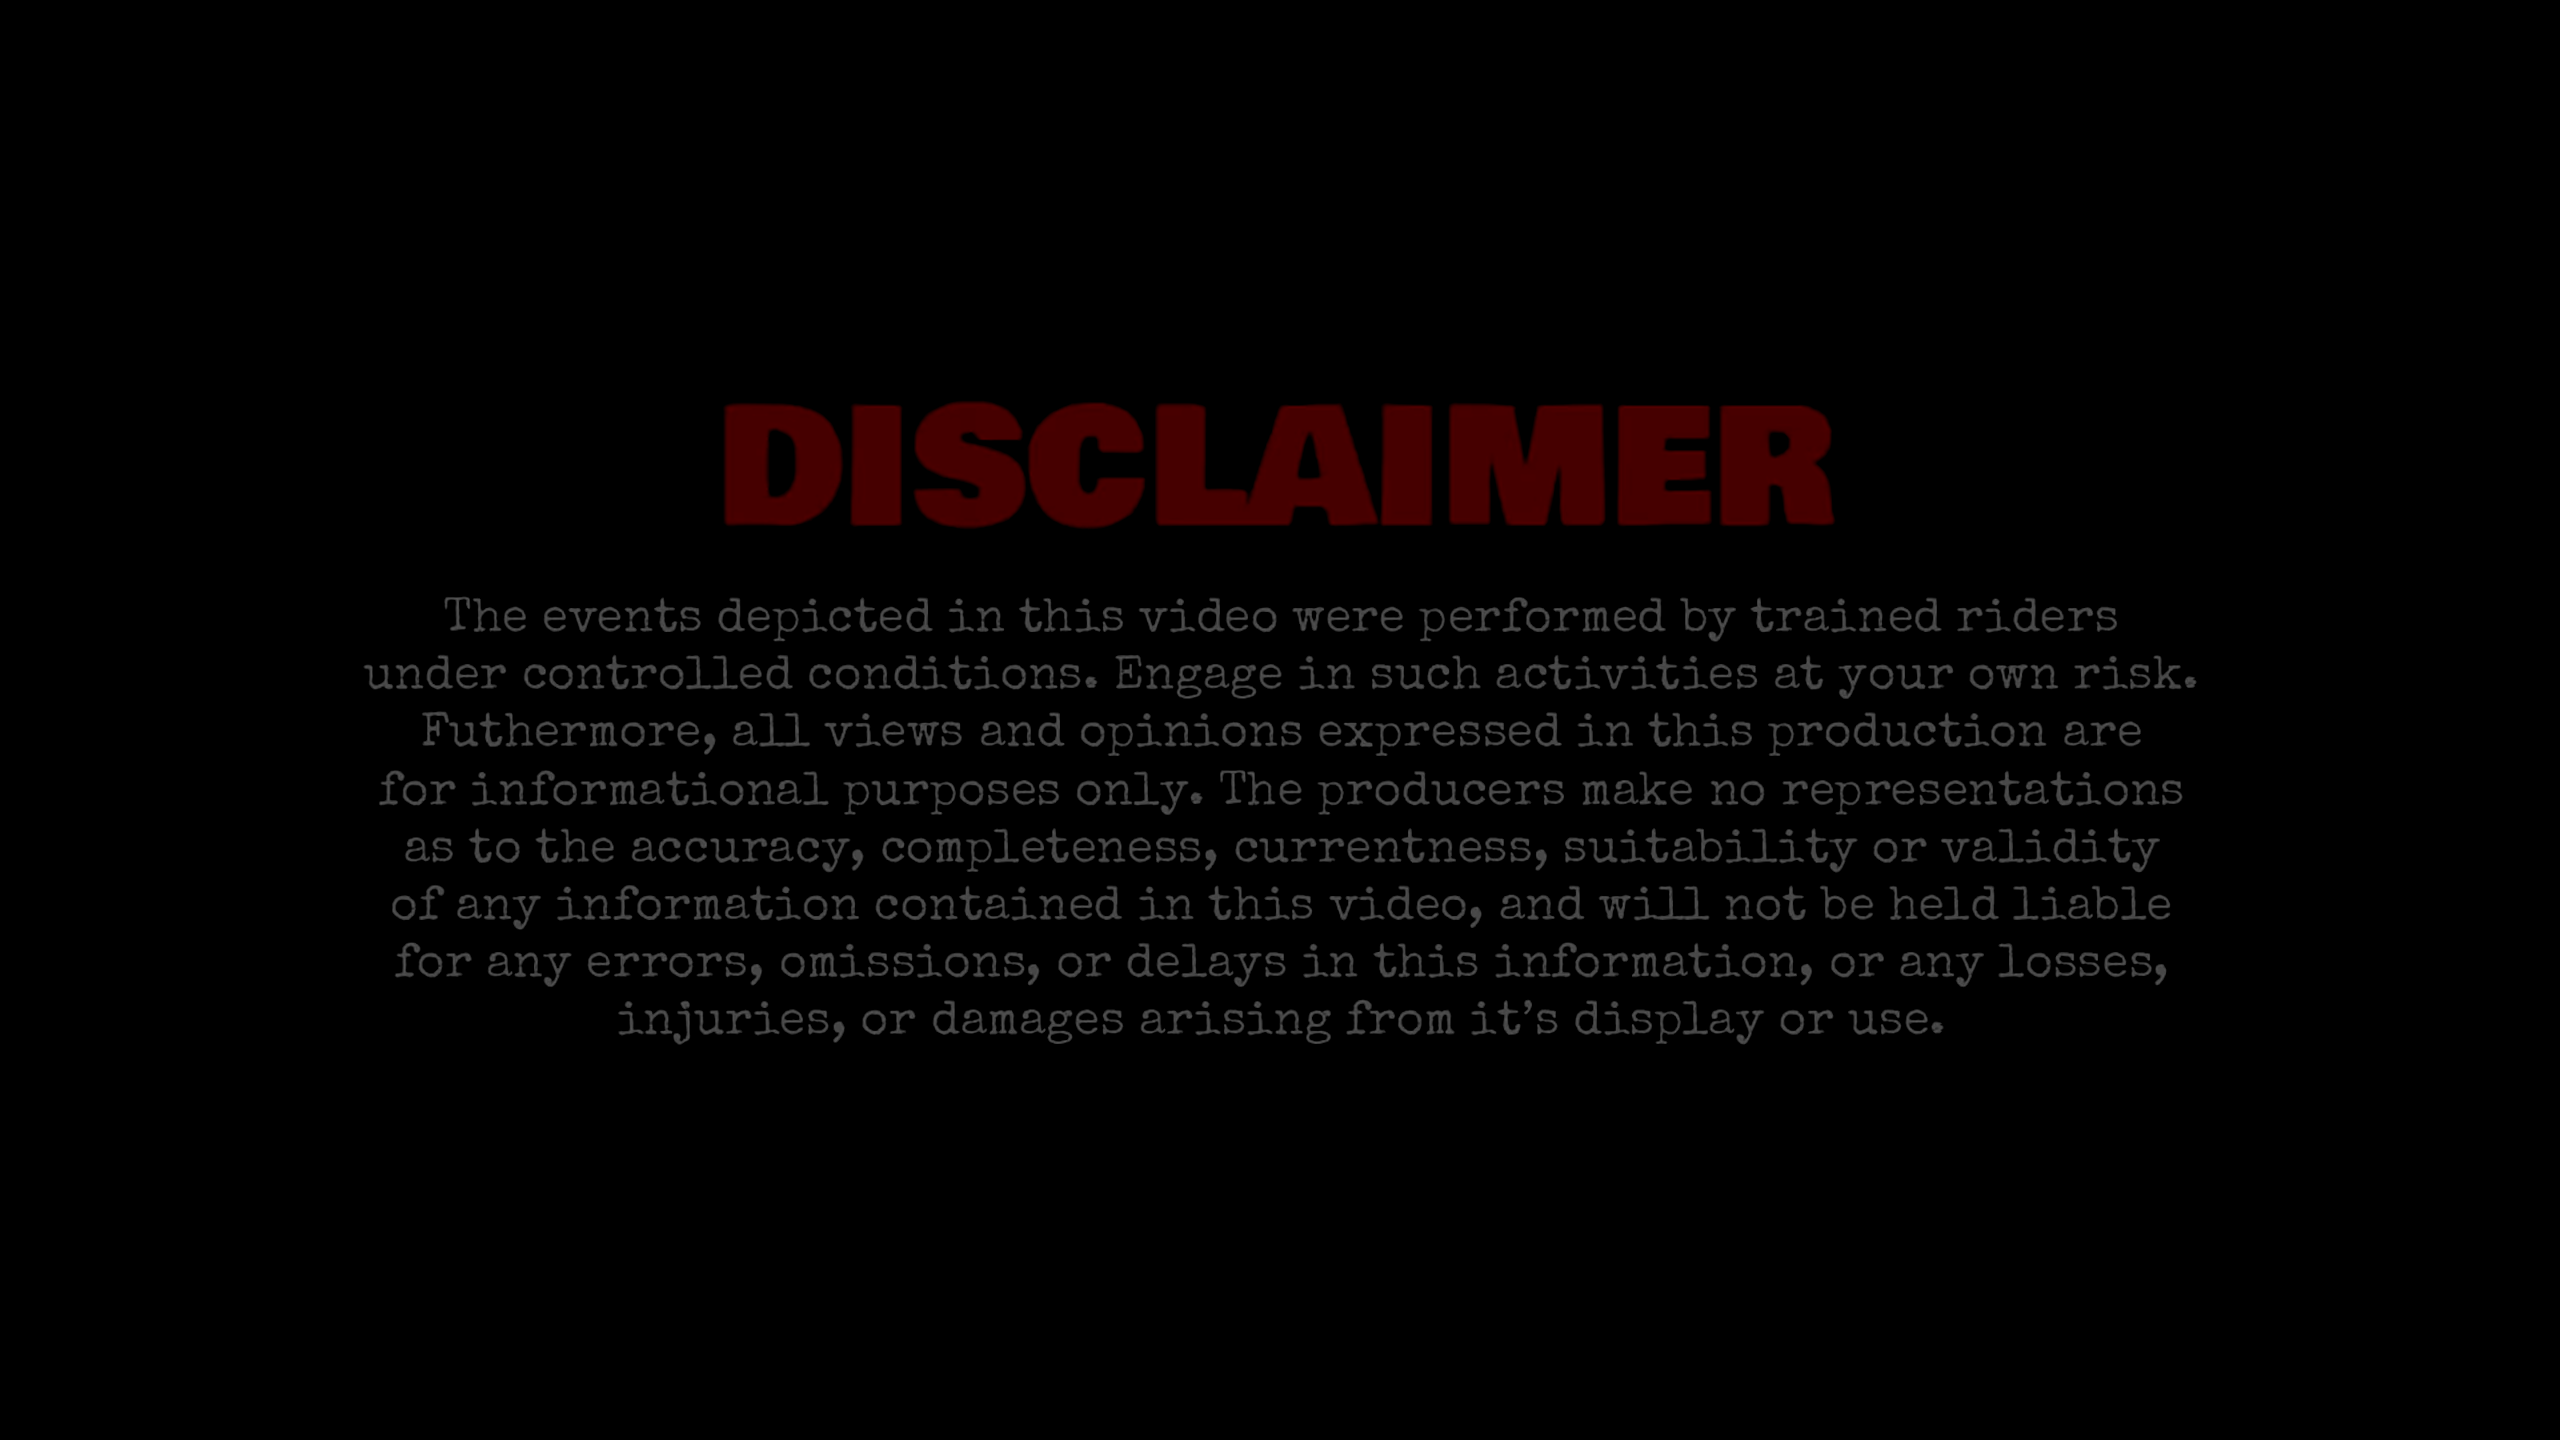 DISCLAIMER
The events depicted in this video were performed by trained riders
under controlled conditions. Engage in such activities at your own risk.
Futhermore, all views and opinions expressed in this production are
for informational purposes only. The producers make no representations
as to the accuracy, completeness, currentness, suitability or validity
of any information contained in this video, and will not be held liable
for any errors, omissions, or delays in this information, or any losses,
injuries, or damages arising from it’s display or use.